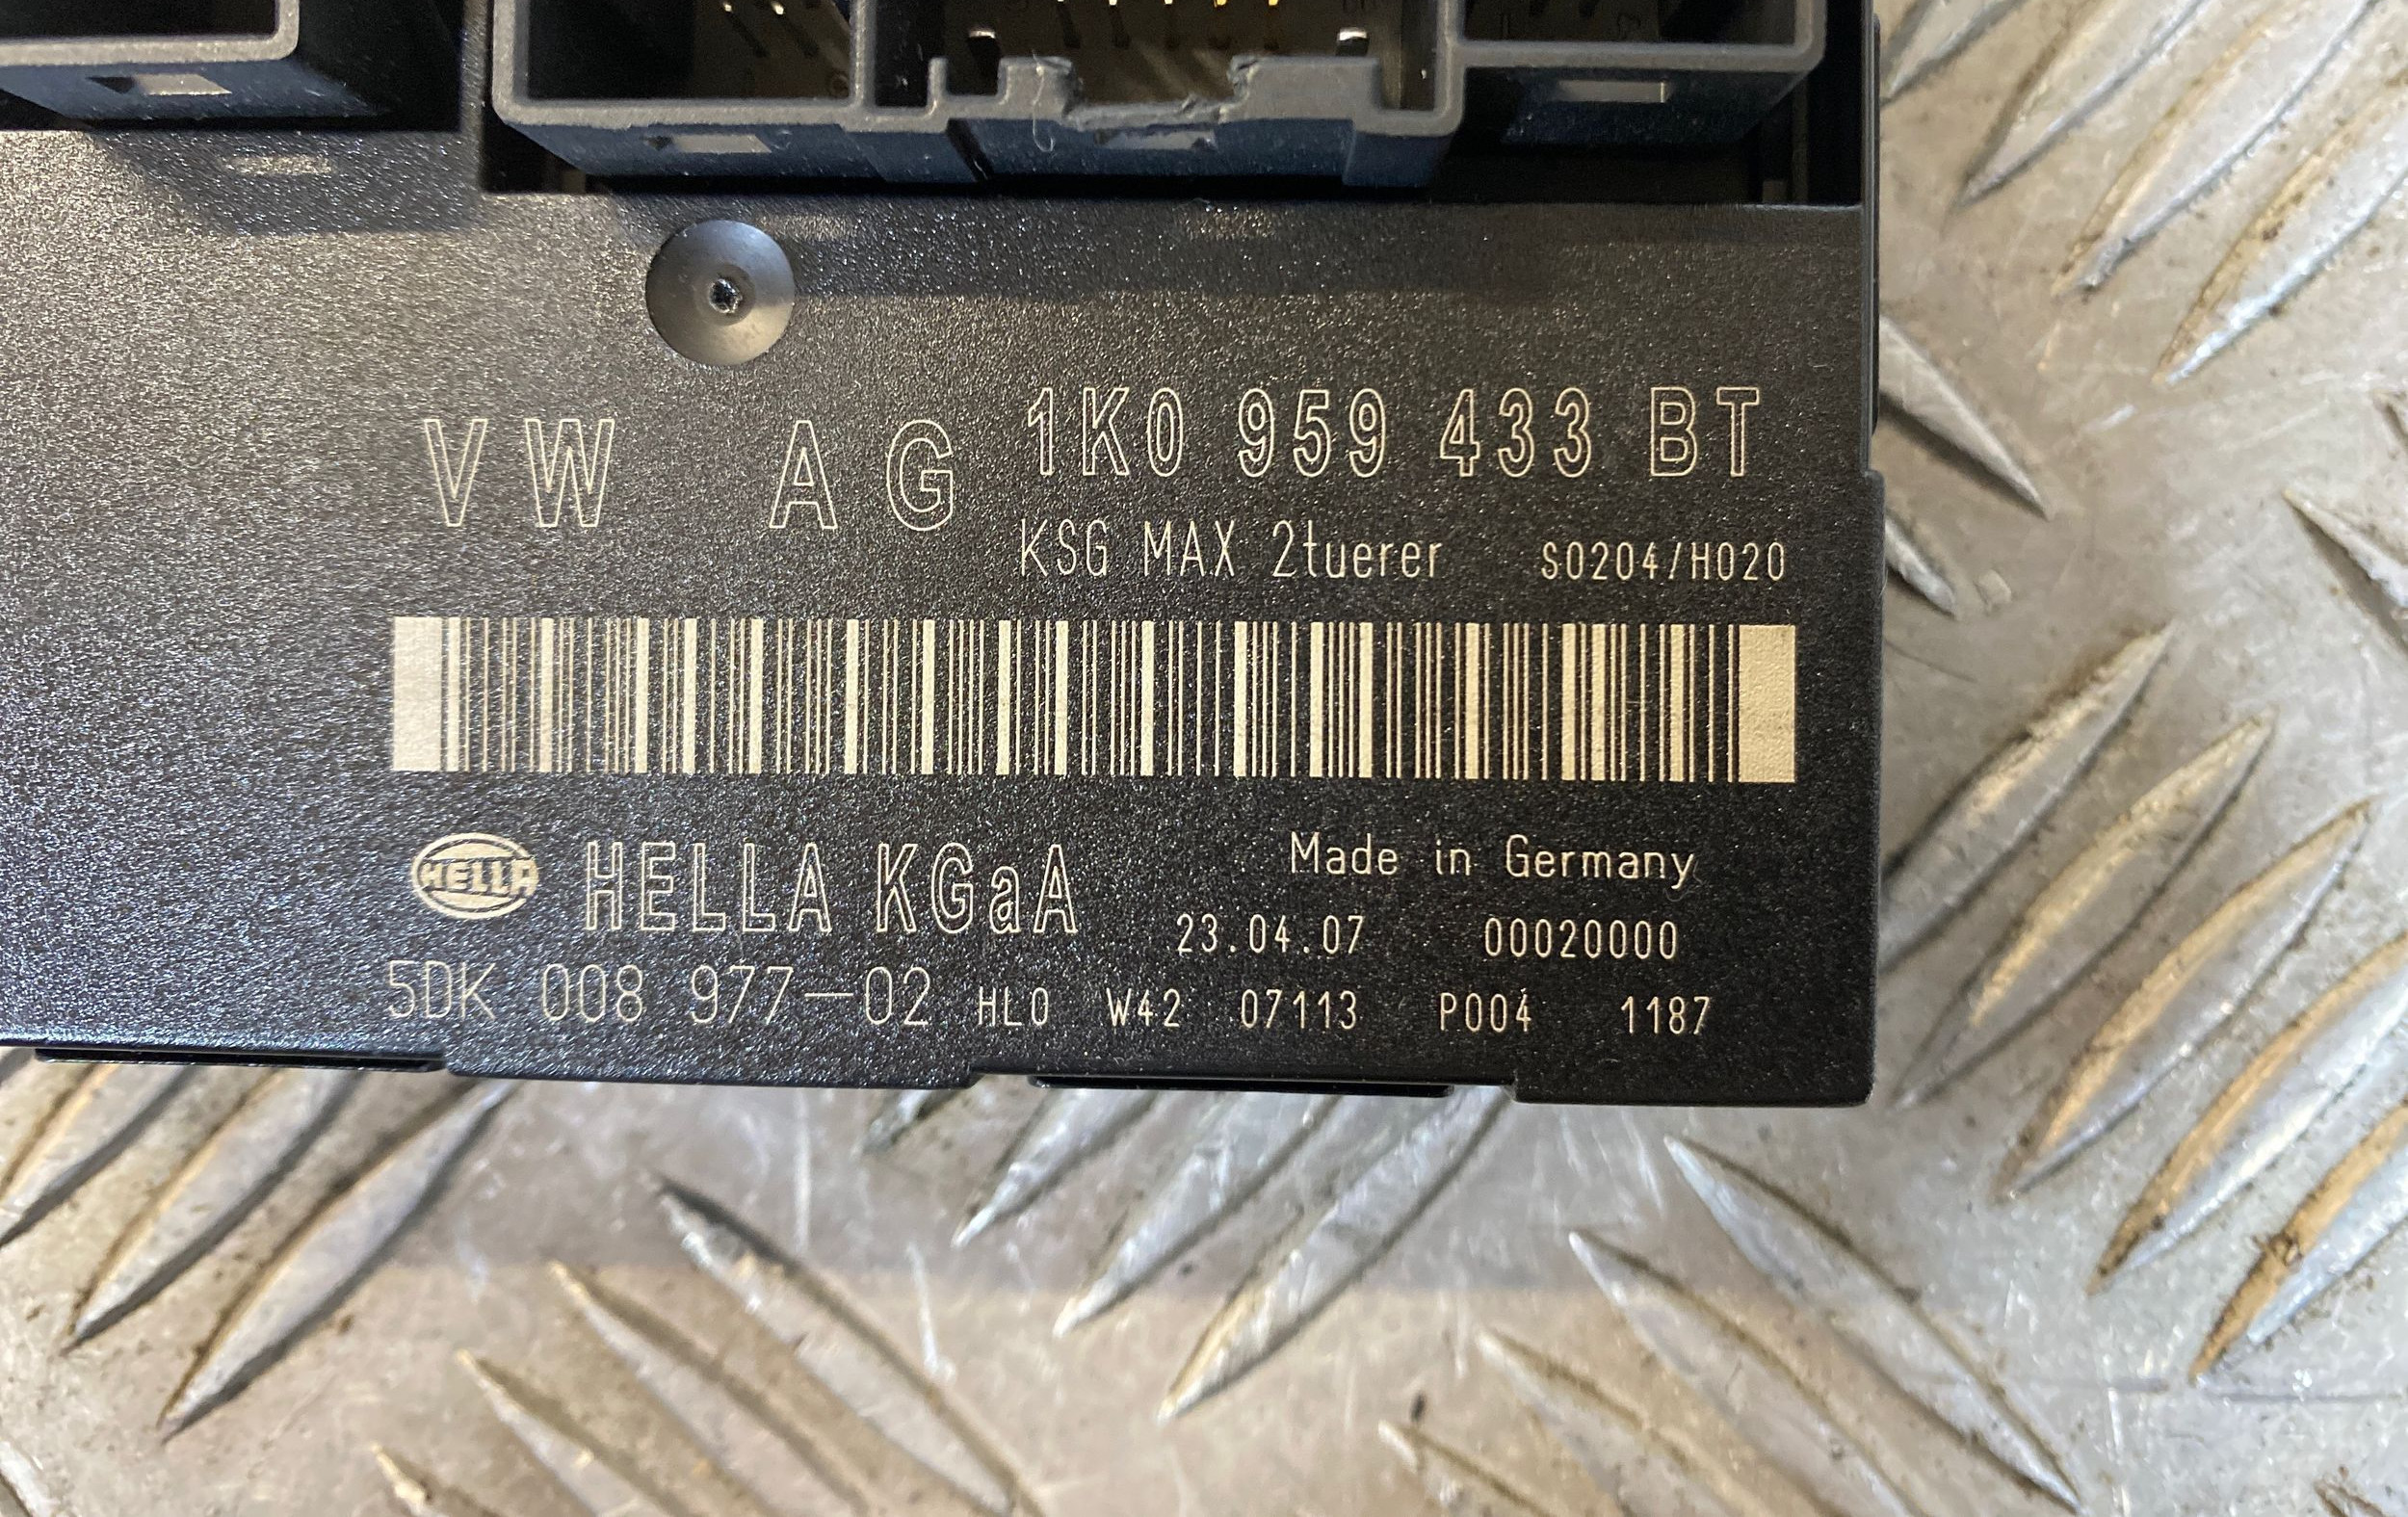 VW AG 1K0 959 433 BT
KSG MAX 2tuerer S0204/H020
HELLA HELLA KGaA Made in Germany
23.04.07 00020000
5DK 008 977-02 HL0 W42 07113 P004 1187